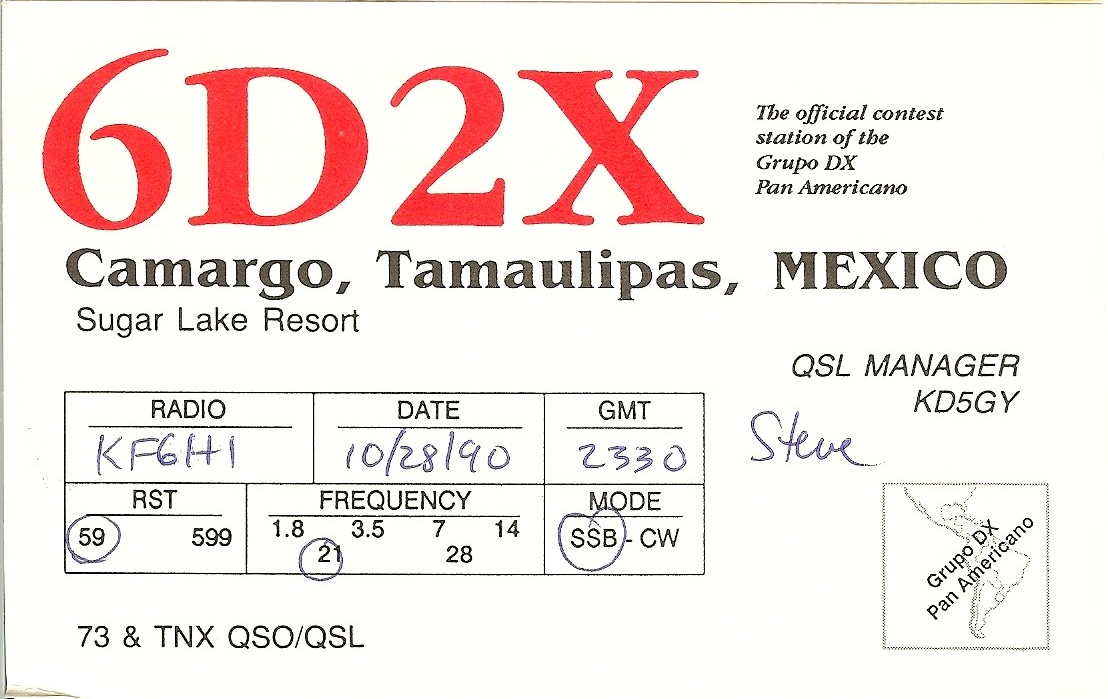 6D2X
The official contest
station of the
Grupo DX
Pan Americano
Camargo, Tamaulipas, MEXICO
Sugar Lake Resort
QSL MANAGER
KD5GY
Steve
RADIO DATE GMT
KF6HI 10/28/90 2330
RST FREQUENCY MODE
59 599 1.8 3.5 7 14 SSB - CW
21 28
Grupo DX
Pan Americano
73 & TNX QSO/QSL